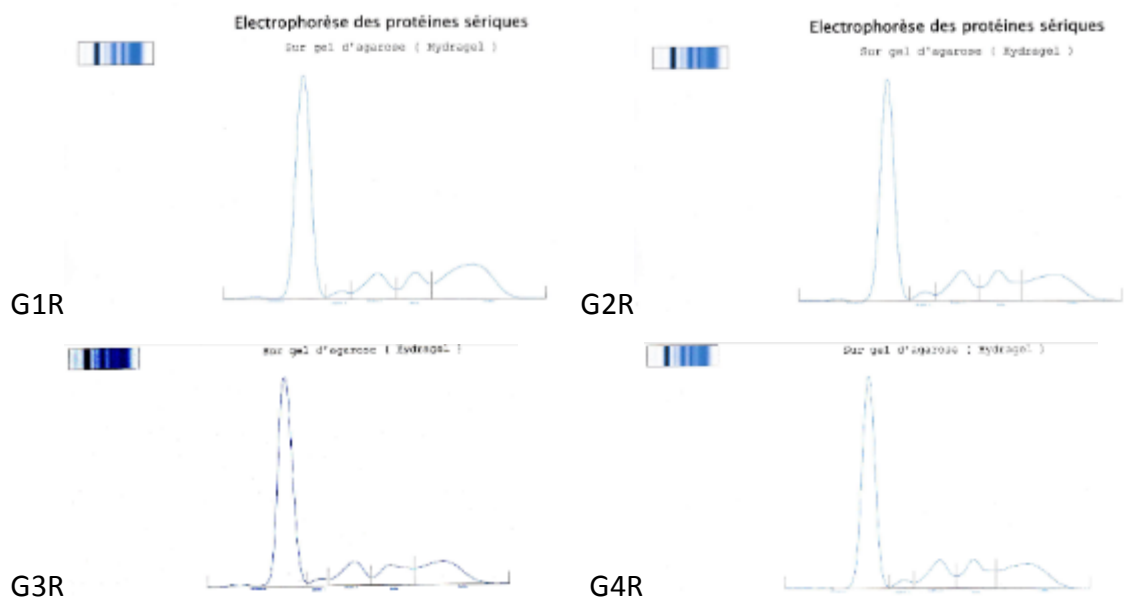 Electrophorèse des protéines sériques
Sur gel d'agarose ( Hydragel )
G1R
Electrophorèse des protéines sériques
Sur gel d'agarose ( Hydragel )
G2R
Sur gel d'agarose ( Hydragel )
G3R
Sur gel d'agarose ( Hydragel )
G4R